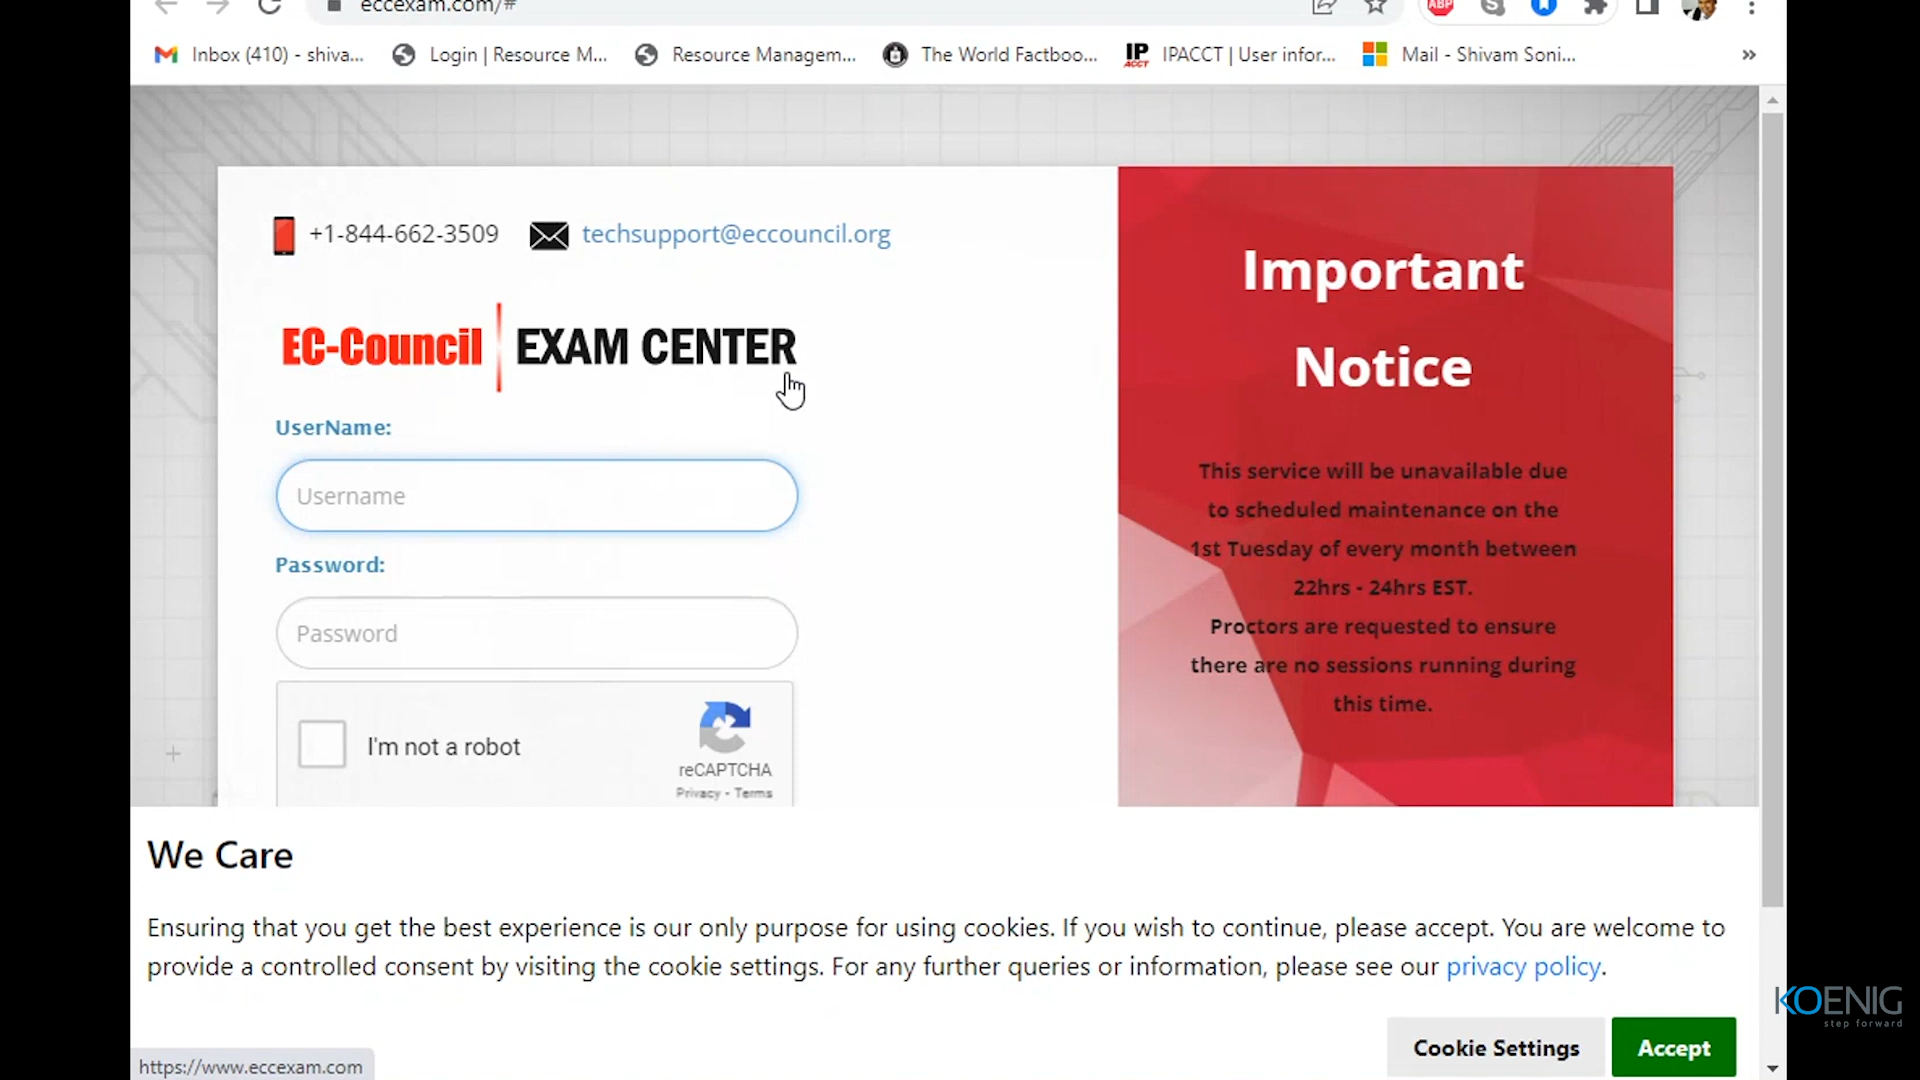 eccexam.com/#
ABP
Inbox (410) - shiva...
Login | Resource M...
Resource Managem...
The World Factboo...
IP
ACCT
IPACCT | User infor...
Mail - Shivam Soni...
»
+1-844-662-3509
techsupport@eccouncil.org
EC-Council | EXAM CENTER
UserName:
Username
Password:
Password
I'm not a robot
reCAPTCHA
Privacy - Terms
Important
Notice
This service will be unavailable due
to scheduled maintenance on the
1st Tuesday of every month between
22hrs - 24hrs EST.
Proctors are requested to ensure
there are no sessions running during
this time.
We Care
Ensuring that you get the best experience is our only purpose for using cookies. If you wish to continue, please accept. You are welcome to
provide a controlled consent by visiting the cookie settings. For any further queries or information, please see our privacy policy.
Cookie Settings
Accept
https://www.eccexam.com
KOENIG
step forward